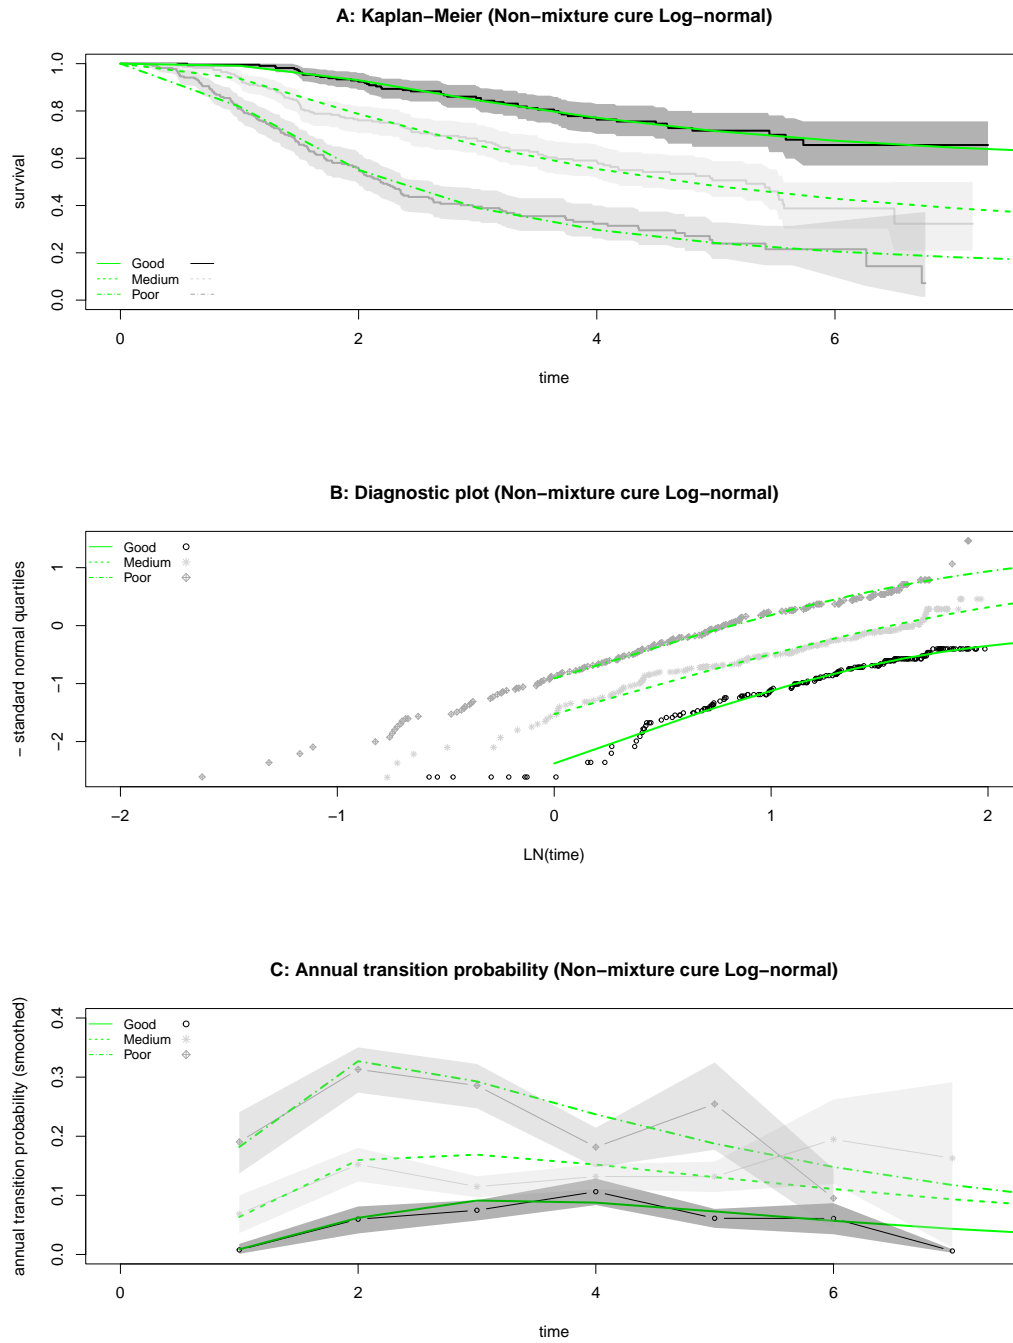 A: Kaplan−Meier (Non−mixture cure Log−normal)
survival
1.0
0.8
0.6
0.4
0.2
0.0
Good
Medium
Poor
0 2 4 6
time
B: Diagnostic plot (Non−mixture cure Log−normal)
− standard normal quartiles
1
0
−1
−2
Good
Medium
Poor
−2 −1 0 1 2
LN(time)
C: Annual transition probability (Non−mixture cure Log−normal)
annual transition probability (smoothed)
0.4
0.3
0.2
0.1
0.0
Good
Medium
Poor
0 2 4 6
time